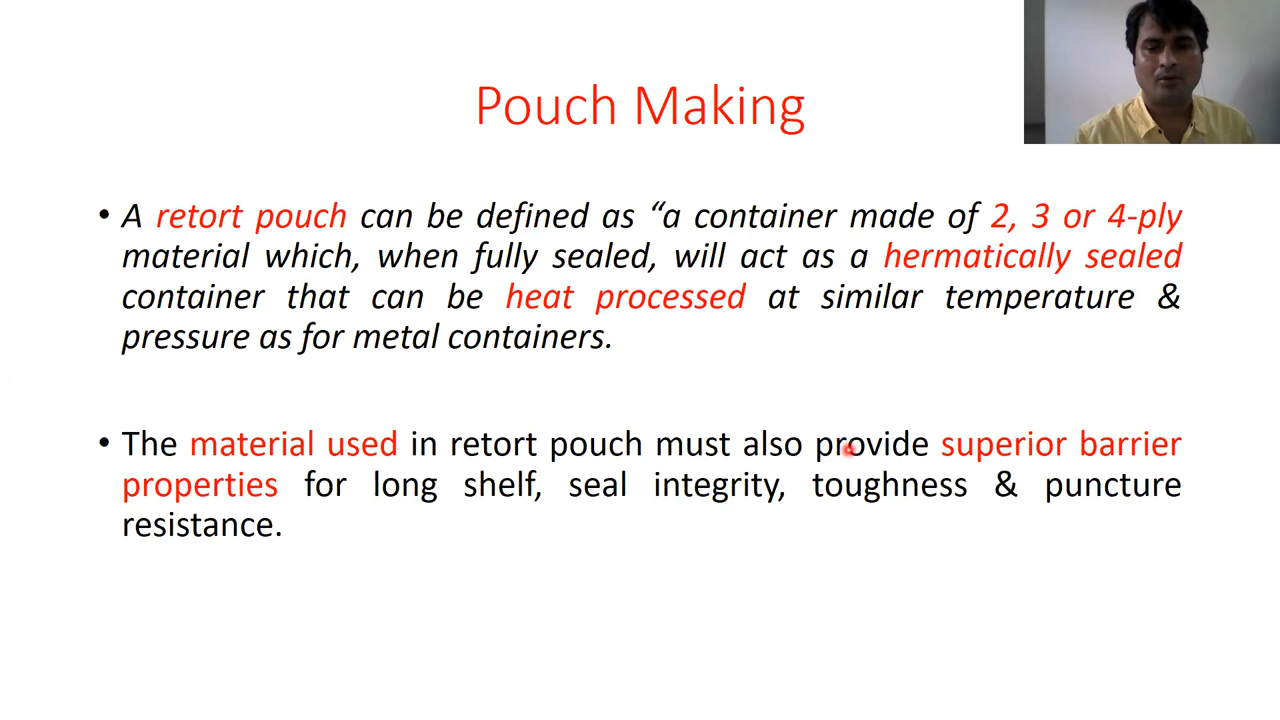 Pouch Making
• A retort pouch can be defined as “a container made of 2, 3 or 4-ply
material which, when fully sealed, will act as a hermatically sealed
container that can be heat processed at similar temperature &
pressure as for metal containers.
• The material used in retort pouch must also provide superior barrier
properties for long shelf, seal integrity, toughness & puncture
resistance.